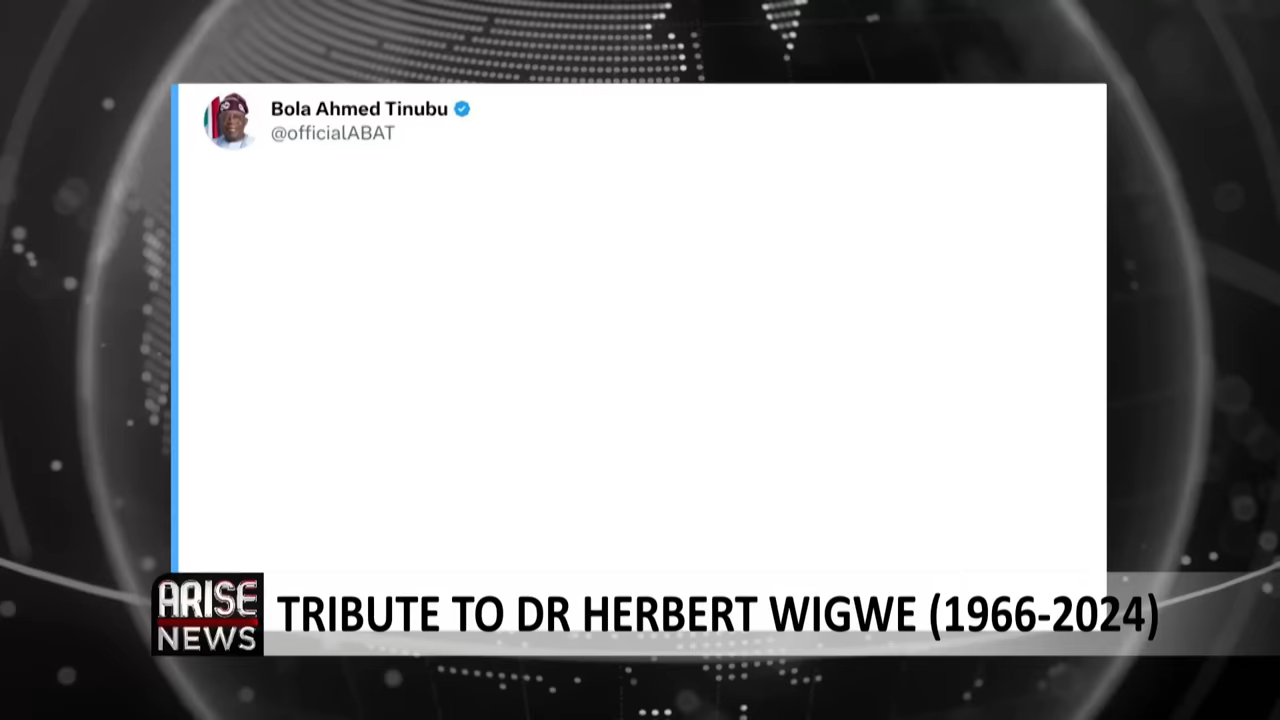 Bola Ahmed Tinubu
@officialABAT
ARISE
NEWS
TRIBUTE TO DR HERBERT WIGWE (1966-2024)